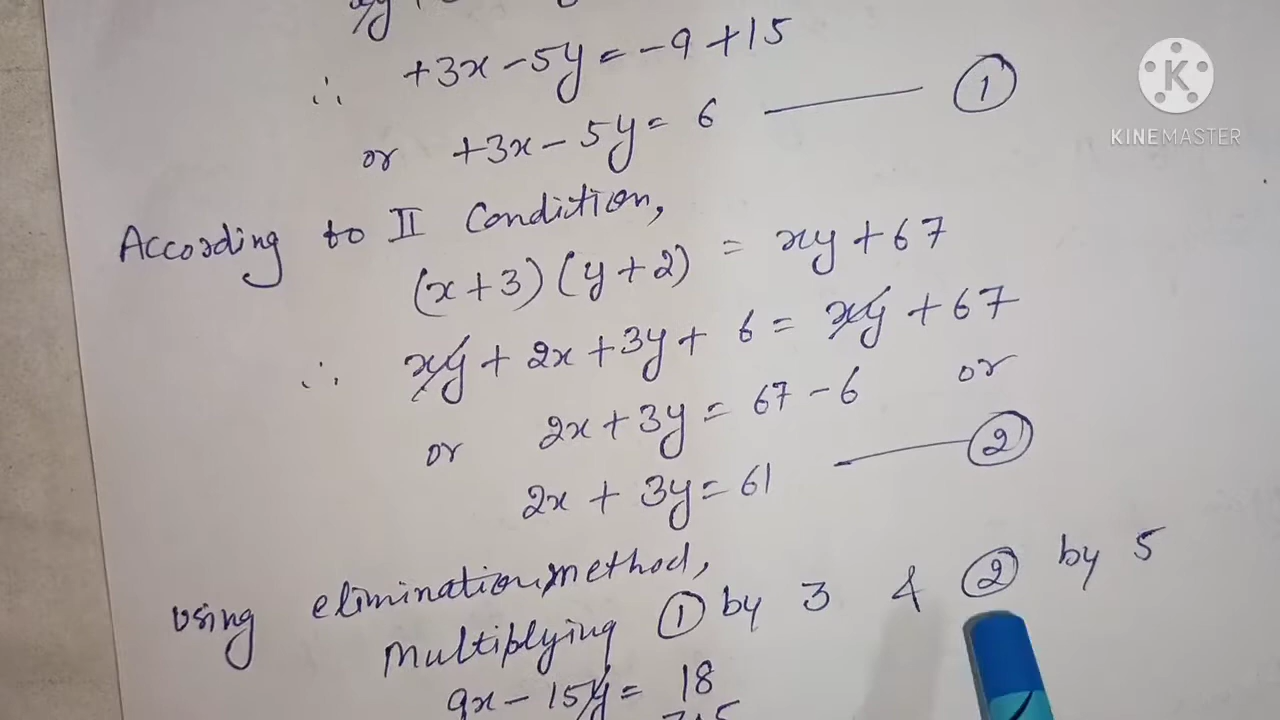 ∴ +3x - 5y = -9 + 15
or +3x - 5y = 6 ——— ①
K
KINEMASTER
According to II Condition,
(x+3) (y+2) = xy + 67
∴ xy + 2x + 3y + 6 = xy + 67
or 2x + 3y = 67 - 6 or
2x + 3y = 61 ——— ②
Using elimination method,
Multiplying ① by 3 & ② by 5
9x - 15y = 18